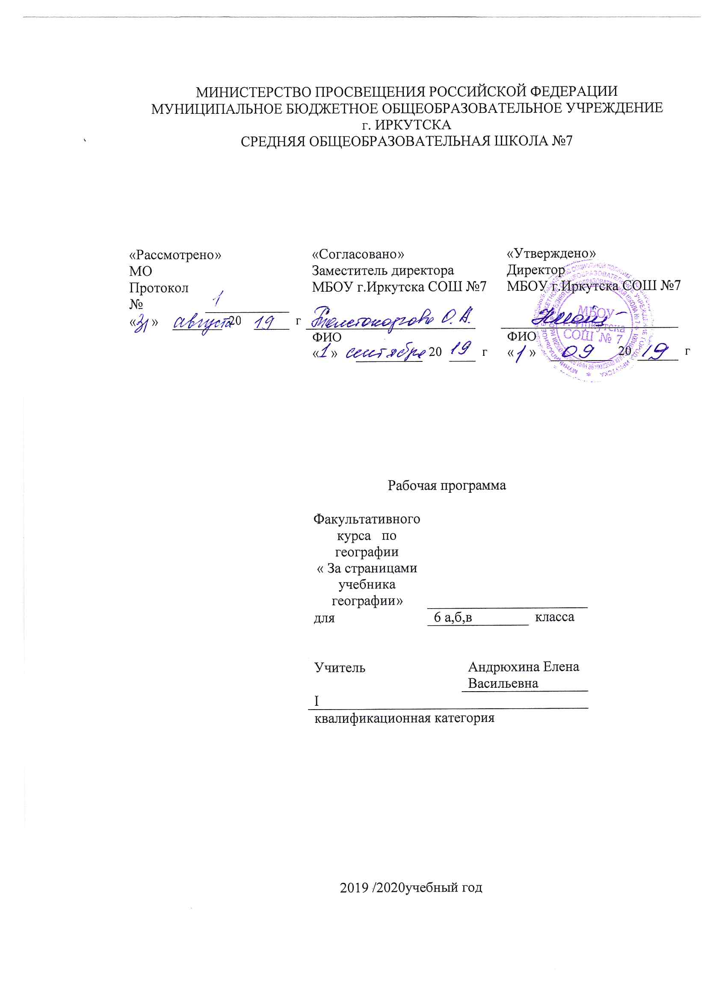 МИНИСТЕРСТВО ПРОСВЕЩЕНИЯ РОССИЙСКОЙ ФЕДЕРАЦИИ
МУНИЦИПАЛЬНОЕ БЮДЖЕТНОЕ ОБЩЕОБРАЗОВАТЕЛЬНОЕ УЧРЕЖДЕНИЕ
г. ИРКУТСКА
СРЕДНЯЯ ОБЩЕОБРАЗОВАТЕЛЬНАЯ ШКОЛА №7
«Рассмотрено»
МО
Протокол
№ 1
«31» августа 20 19 г
«Согласовано»
Заместитель директора
МБОУ г.Иркутска СОШ №7
О. А.
ФИО
«1» сентября 20 19 г
«Утверждено»
Директор
МБОУ г.Иркутска СОШ №7
ФИО
«1» 09 20 19 г
МБОУ
г. Иркутска
СОШ № 7
Рабочая программа
Факультативного
курса по
географии
« За страницами
учебника
географии»
для 6 а,б,в класса
Учитель Андрюхина Елена
Васильевна
I
квалификационная категория
2019 /2020учебный год